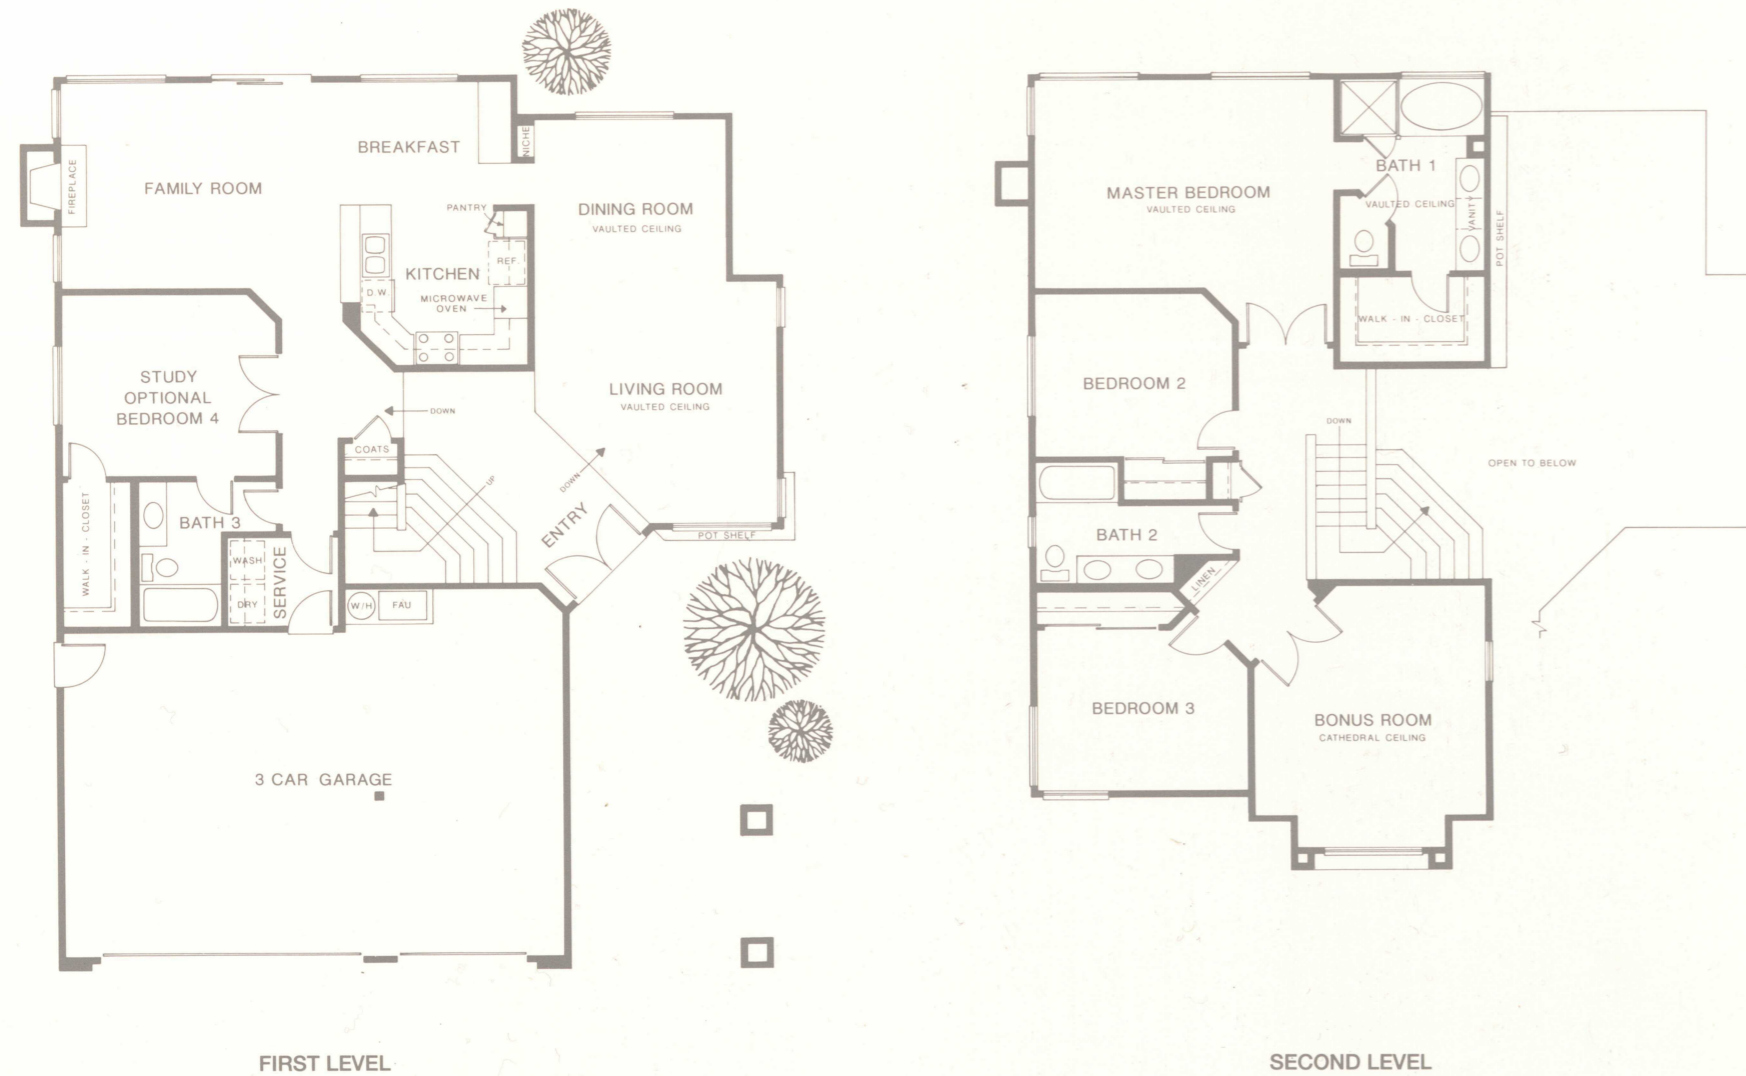 NICHE
BREAKFAST
FIREPLACE
FAMILY ROOM
DINING ROOM
VAULTED CEILING
PANTRY
REF.
KITCHEN
D.W.
MICROWAVE
OVEN
STUDY
OPTIONAL
BEDROOM 4
LIVING ROOM
VAULTED CEILING
DOWN
COATS
UP
DOWN
ENTRY
WALK - IN - CLOSET
BATH 3
POT SHELF
WASH
DRY
SERVICE
W/H
FAU
3 CAR GARAGE
FIRST LEVEL
MASTER BEDROOM
VAULTED CEILING
BATH 1
VAULTED CEILING
VANITY
POT SHELF
WALK - IN - CLOSET
BEDROOM 2
DOWN
OPEN TO BELOW
BATH 2
LINEN
BEDROOM 3
BONUS ROOM
CATHEDRAL CEILING
SECOND LEVEL